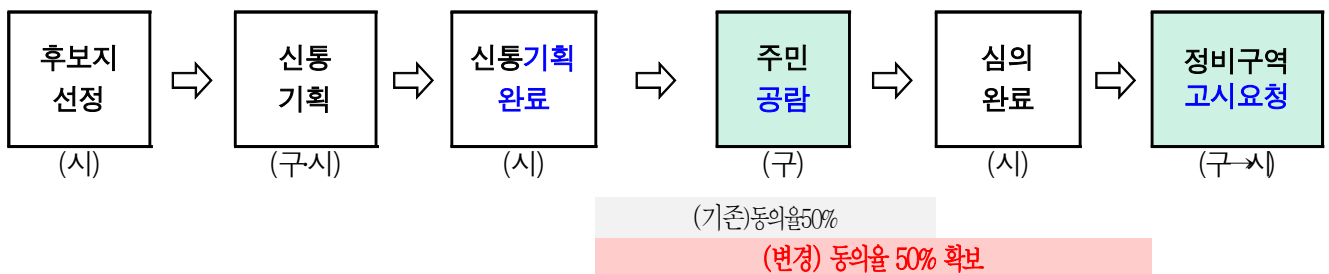 후보지
선정
신통
기획
신통기획
완료
주민
공람
심의
완료
정비구역
고시요청
(시)
(구·시)
(시)
(구)
(시)
(구→시)
(기존)동의율50%
(변경) 동의율 50% 확보